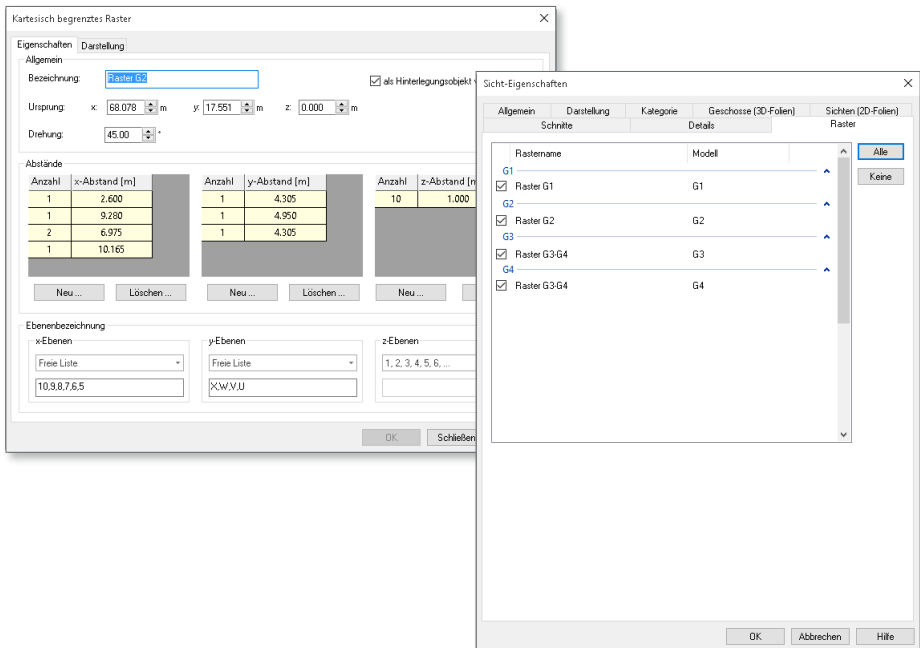 Kartesisch begrenztes Raster
Eigenschaften Darstellung
Allgemein
Bezeichnung: Raster G2
als Hinterlegungsobjekt
Ursprung: x: 68.078 m y: 17.551 m z: 0.000 m
Drehung: 45.00 °
Abstände
Anzahl x-Abstand [m]
1 2.600
1 9.280
2 6.975
1 10.165
Anzahl y-Abstand [m]
1 4.305
1 4.950
1 4.305
Anzahl z-Abstand [m
10 1.000
Neu ... Löschen ... Neu ... Löschen ... Neu ...
Ebenenbezeichnung
x-Ebenen y-Ebenen z-Ebenen
Freie Liste Freie Liste 1, 2, 3, 4, 5, 6, ...
10,9,8,7,6,5 X,W,V,U
OK Schließen
Sicht-Eigenschaften
Allgemein Darstellung Kategorie Geschosse (3D-Folien) Sichten (2D-Folien)
Schnitte Details Raster
Rastername Modell
G1
Raster G1 G1
G2
Raster G2 G2
G3
Raster G3-G4 G3
G4
Raster G3-G4 G4
Alle
Keine
OK Abbrechen Hilfe